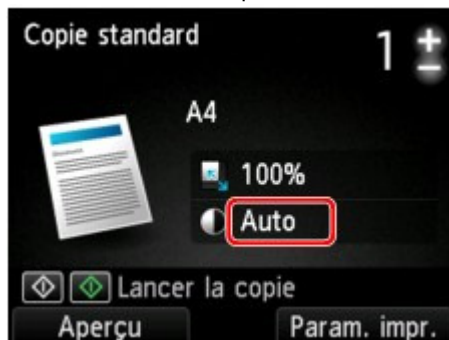 Copie standard
1 + -
A4
100%
Auto
Lancer la copie
Aperçu
Param. impr.